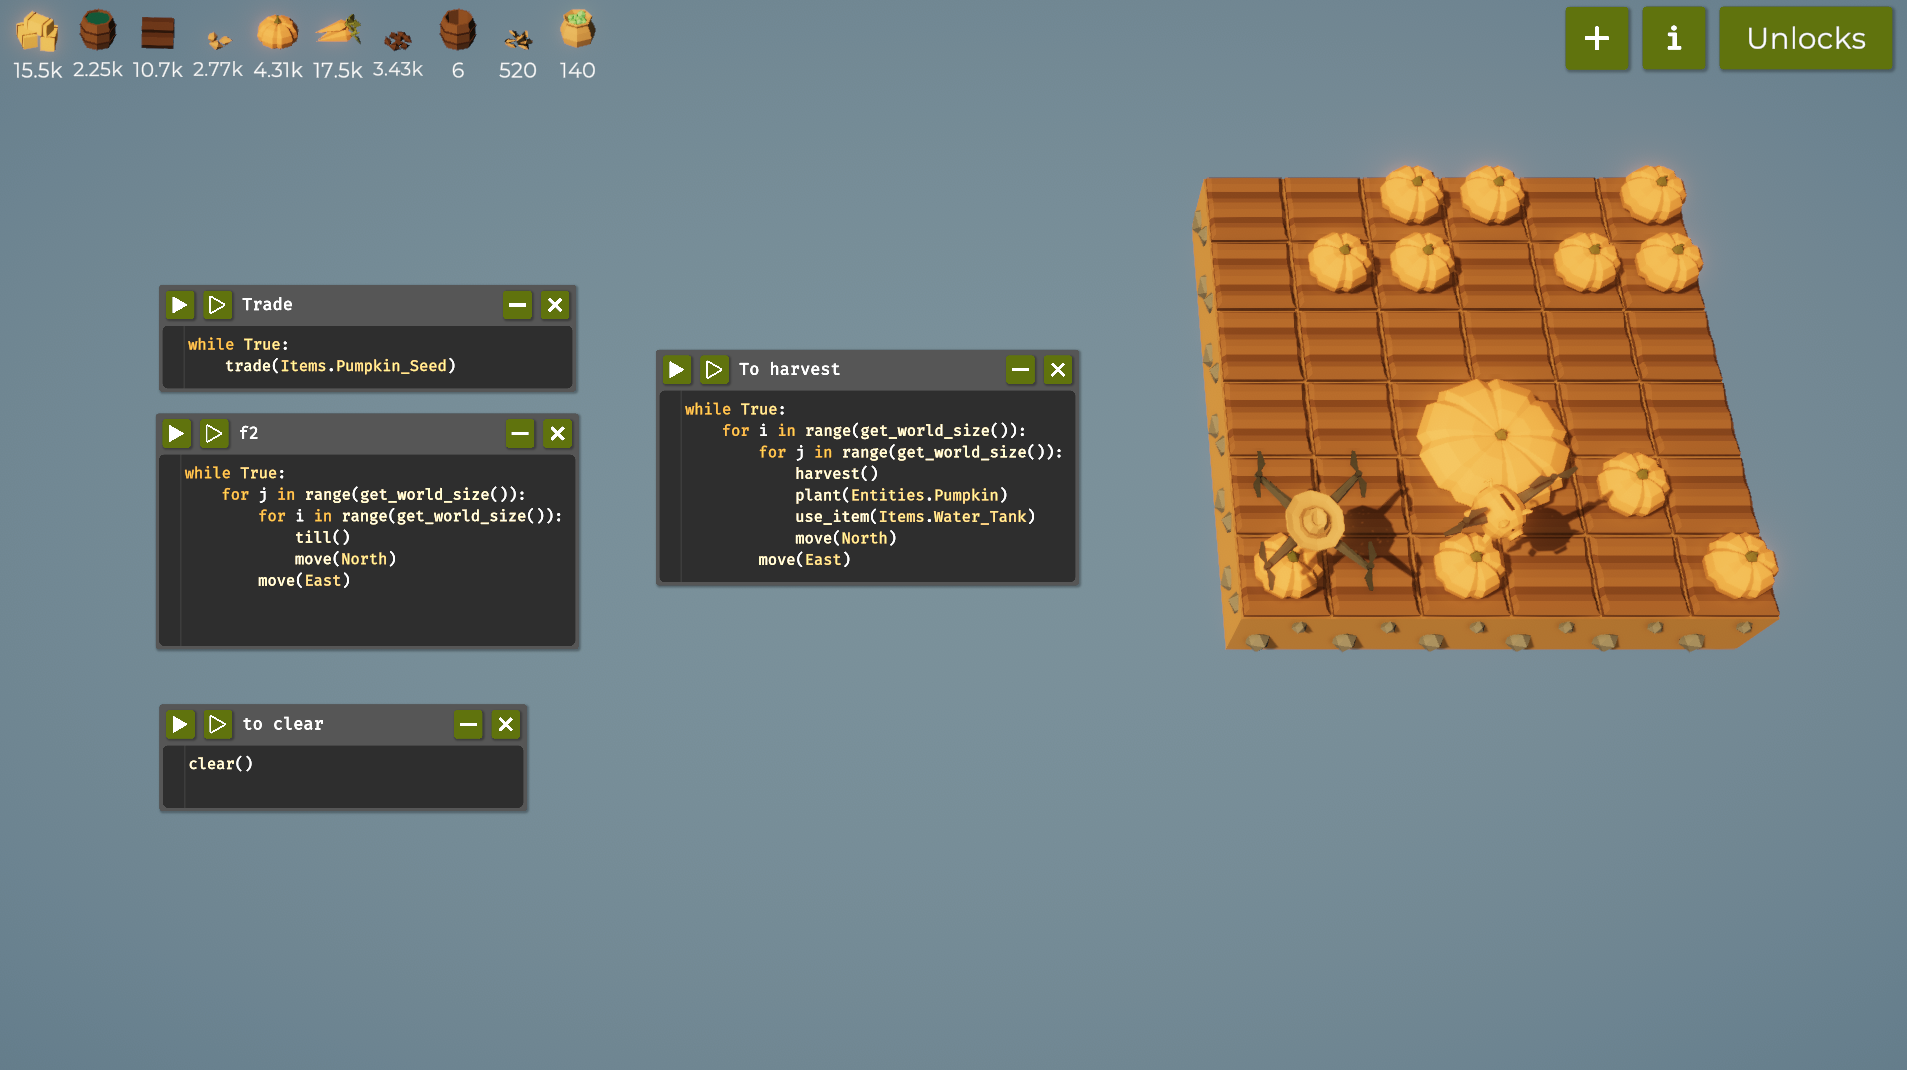 15.5k 2.25k 10.7k 2.77k 4.31k 17.5k 3.43k 6 520 140
+ i Unlocks
Trade
while True:
    trade(Items.Pumpkin_Seed)
f2
while True:
    for j in range(get_world_size()):
        for i in range(get_world_size()):
            till()
            move(North)
        move(East)
to clear
clear()
To harvest
while True:
    for i in range(get_world_size()):
        for j in range(get_world_size()):
            harvest()
            plant(Entities.Pumpkin)
            use_item(Items.Water_Tank)
            move(North)
        move(East)